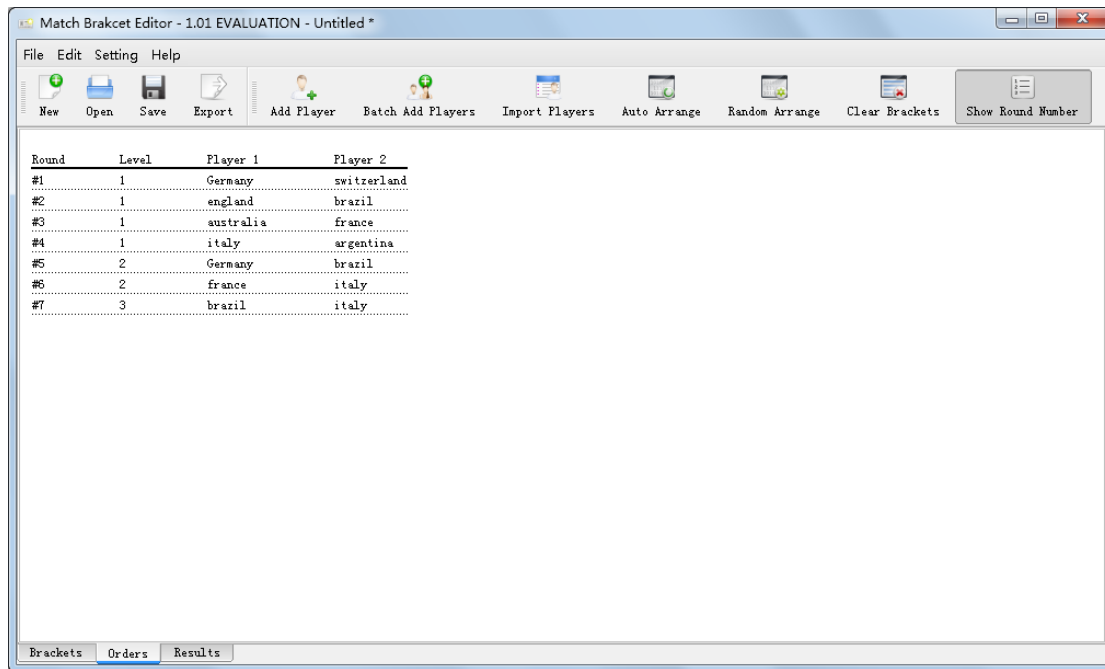 Match Brakcet Editor - 1.01 EVALUATION - Untitled *
File Edit Setting Help
New Open Save Export Add Player Batch Add Players Import Players Auto Arrange Random Arrange Clear Brackets Show Round Number
Round Level Player 1 Player 2
#1 1 Germany switzerland
#2 1 england brazil
#3 1 australia france
#4 1 italy argentina
#5 2 Germany brazil
#6 2 france italy
#7 3 brazil italy
Brackets Orders Results